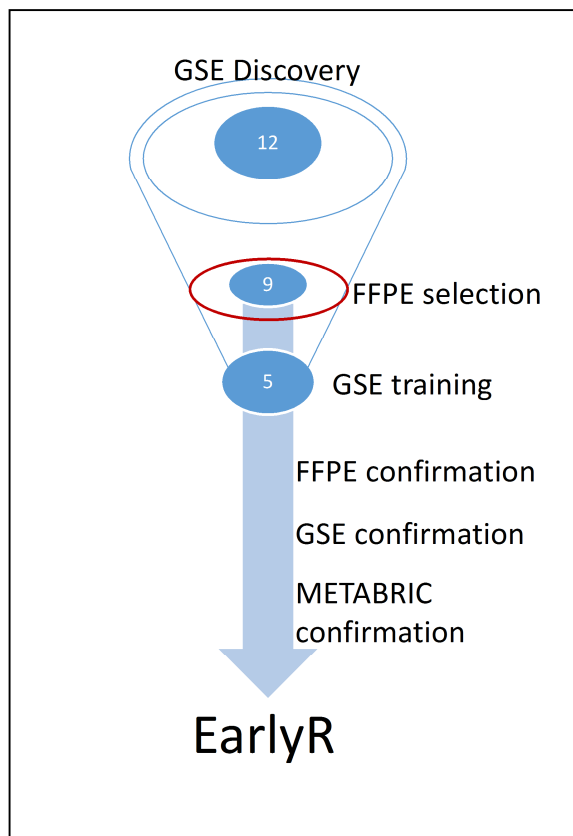 GSE Discovery
12
9
FFPE selection
5
GSE training
FFPE confirmation
GSE confirmation
METABRIC
confirmation
EarlyR